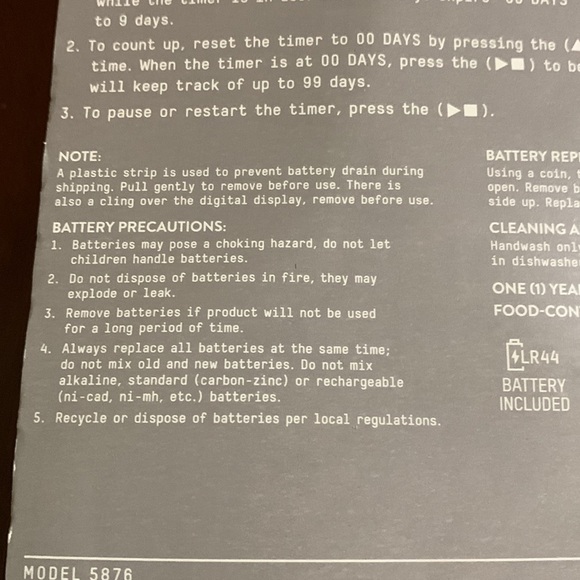 while the timer is in
to 9 days.
2. To count up, reset the timer to 00 DAYS by pressing the (▲
time. When the timer is at 00 DAYS, press the (▶■) to be
will keep track of up to 99 days.
3. To pause or restart the timer, press the (▶■).
NOTE:
A plastic strip is used to prevent battery drain during
shipping. Pull gently to remove before use. There is
also a cling over the digital display, remove before use.
BATTERY PRECAUTIONS:
1. Batteries may pose a choking hazard, do not let
children handle batteries.
2. Do not dispose of batteries in fire, they may
explode or leak.
3. Remove batteries if product will not be used
for a long period of time.
4. Always replace all batteries at the same time;
do not mix old and new batteries. Do not mix
alkaline, standard (carbon-zinc) or rechargeable
(ni-cad, ni-mh, etc.) batteries.
5. Recycle or dispose of batteries per local regulations.
BATTERY REP
Using a coin, t
open. Remove b
side up. Repla
CLEANING A
Handwash onl
in dishwashe
ONE (1) YEA
FOOD-CON
LR44
BATTERY
INCLUDED
MODEL 5876